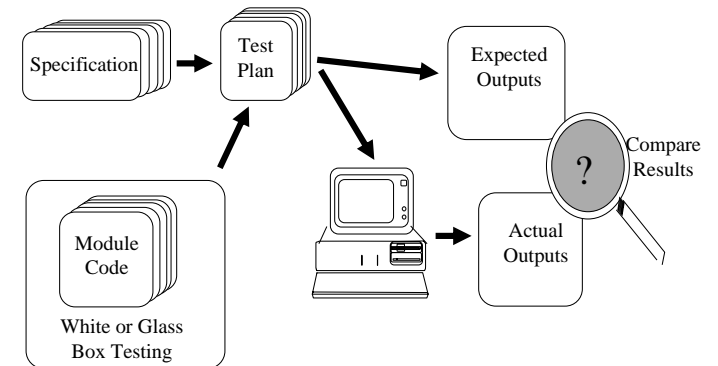 Specification
Test
Plan
Expected
Outputs
?
Compare
Results
Module
Code
Actual
Outputs
White or Glass
Box Testing